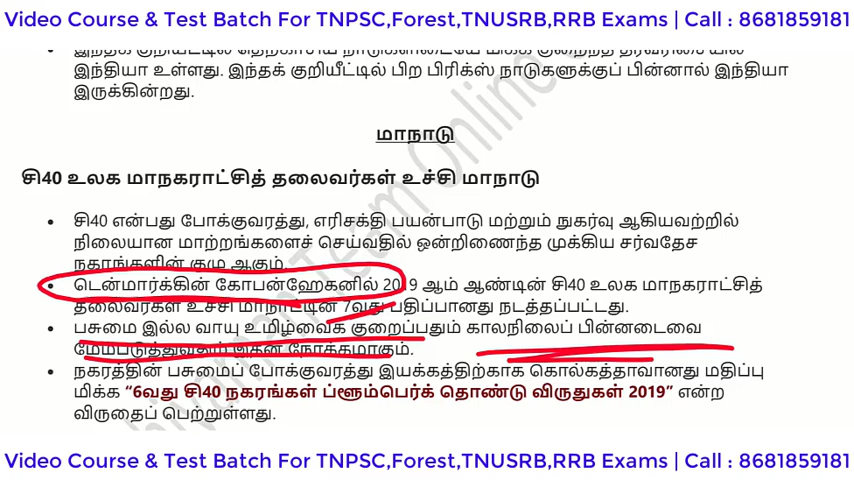 Video Course & Test Batch For TNPSC,Forest,TNUSRB,RRB Exams | Call : 8681859181
இந்தியா உள்ளது. இந்தக் குறியீட்டில் பிற பிரிக்ஸ் நாடுகளுக்குப் பின்னால் இந்தியா
இருக்கின்றது.
மாநாடு
சி40 உலக மாநகராட்சித் தலைவர்கள் உச்சி மாநாடு
சி40 என்பது போக்குவரத்து, எரிசக்தி பயன்பாடு மற்றும் நுகர்வு ஆகியவற்றில்
நிலையான மாற்றங்களைச் செய்வதில் ஒன்றிணைந்த முக்கிய சர்வதேச
நகரங்களின் குழு ஆகும்.
டென்மார்க்கின் கோபன்ஹேகனில் 2019 ஆம் ஆண்டின் சி40 உலக மாநகராட்சித்
தலைவர்கள் உச்சி மாநாட்டின் 7வது பதிப்பானது நடத்தப்பட்டது.
பசுமை இல்ல வாயு உமிழ்வைக் குறைப்பதும் காலநிலைப் பின்னடைவை
மேம்படுத்துவதும் இதன் நோக்கமாகும்.
நகரத்தின் பசுமைப் போக்குவரத்து இயக்கத்திற்காக கொல்கத்தாவானது மதிப்பு
மிக்க “6வது சி40 நகரங்கள் ப்ளூம்பெர்க் தொண்டு விருதுகள் 2019” என்ற
விருதைப் பெற்றுள்ளது.
Video Course & Test Batch For TNPSC,Forest,TNUSRB,RRB Exams | Call : 8681859181